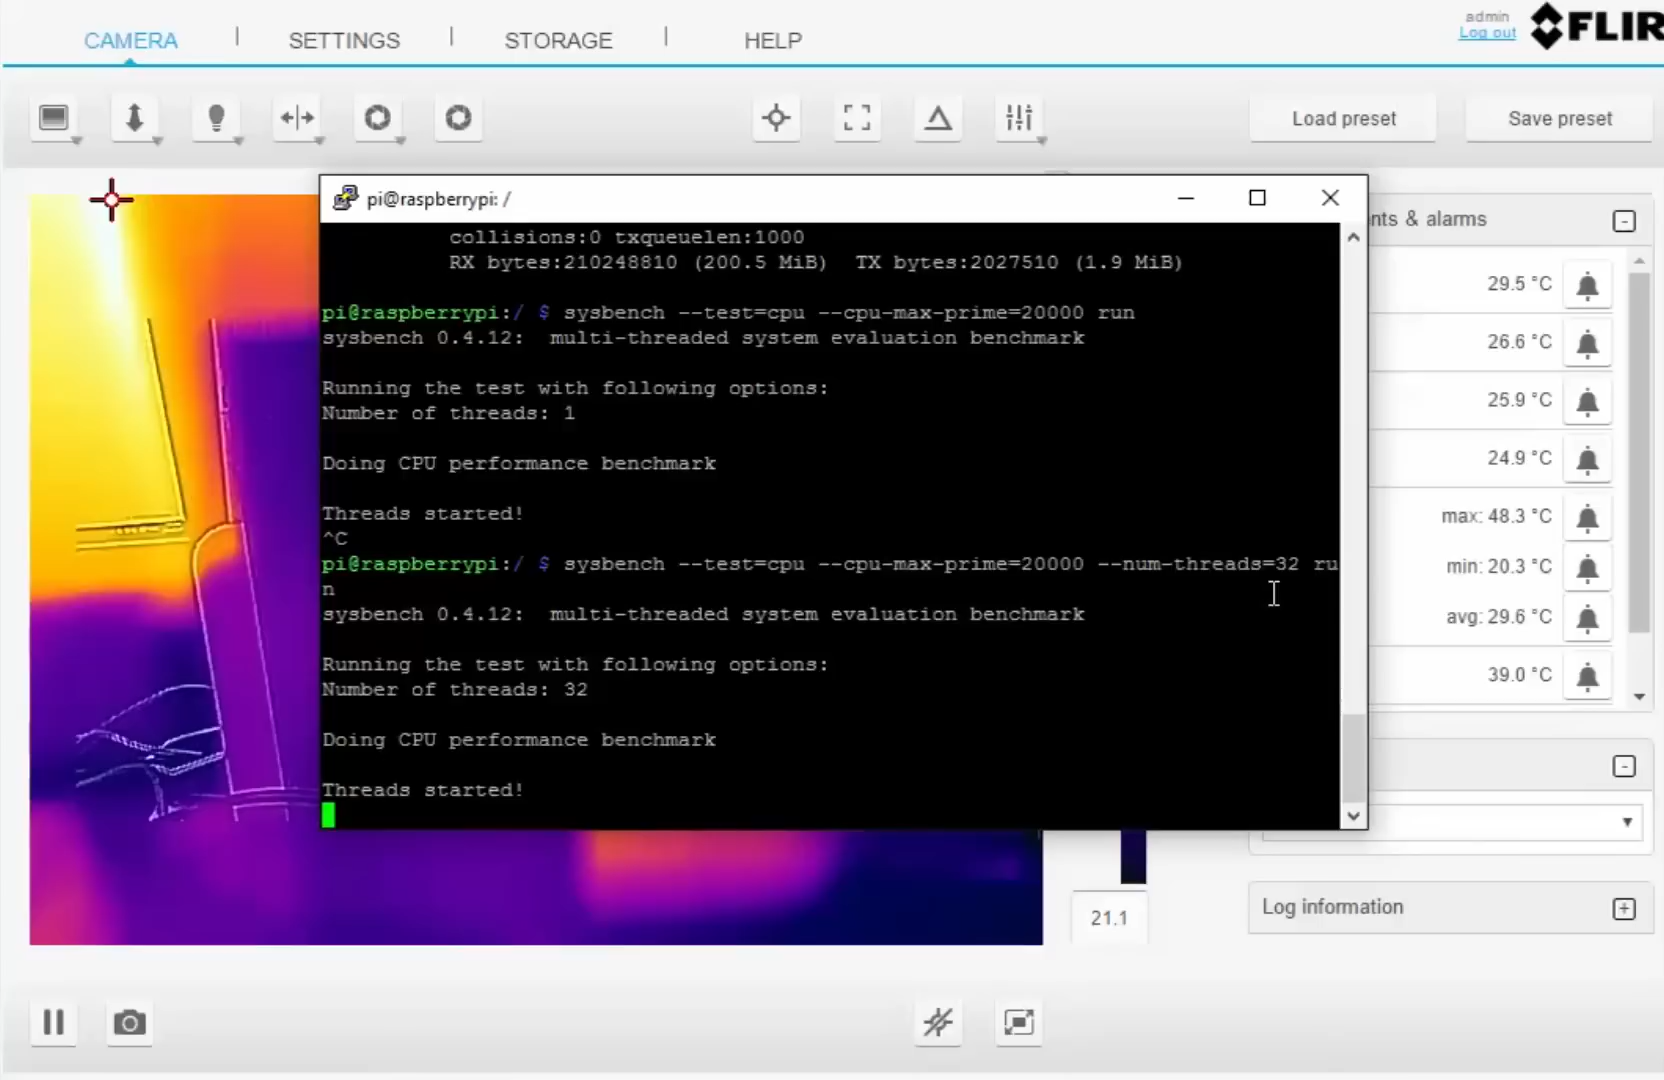 CAMERA | SETTINGS | STORAGE | HELP
admin
Log out
FLIR
Load preset
Save preset
pi@raspberrypi: /
nts & alarms
collisions:0 txqueuelen:1000
RX bytes:210248810 (200.5 MiB)  TX bytes:2027510 (1.9 MiB)
pi@raspberrypi:/ $ sysbench --test=cpu --cpu-max-prime=20000 run
sysbench 0.4.12:  multi-threaded system evaluation benchmark
Running the test with following options:
Number of threads: 1
Doing CPU performance benchmark
Threads started!
^C
pi@raspberrypi:/ $ sysbench --test=cpu --cpu-max-prime=20000 --num-threads=32 ru
n
sysbench 0.4.12:  multi-threaded system evaluation benchmark
Running the test with following options:
Number of threads: 32
Doing CPU performance benchmark
Threads started!
29.5 °C
26.6 °C
25.9 °C
24.9 °C
max: 48.3 °C
min: 20.3 °C
avg: 29.6 °C
39.0 °C
21.1
Log information